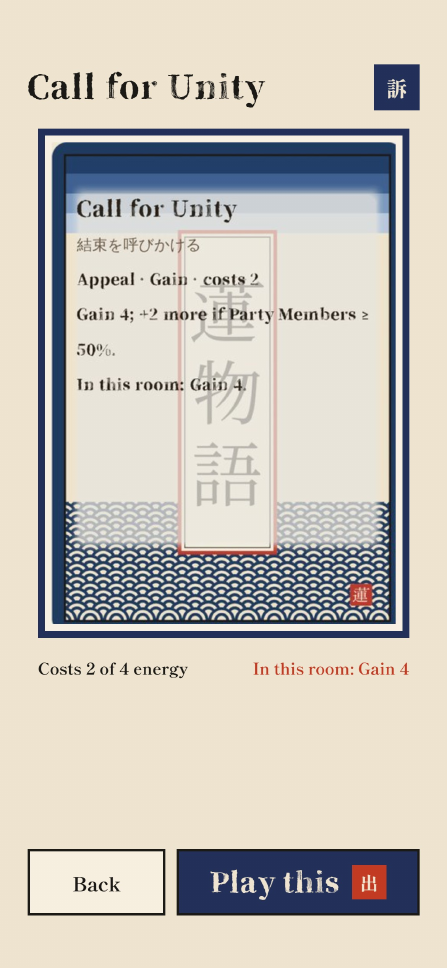 Call for Unity
訴
Call for Unity
結束を呼びかける
Appeal · Gain · costs 2
Gain 4; +2 more if Party Members ≥
50%.
In this room: Gain 4.
蓮
物
語
蓮
Costs 2 of 4 energy
In this room: Gain 4
Back
Play this
出